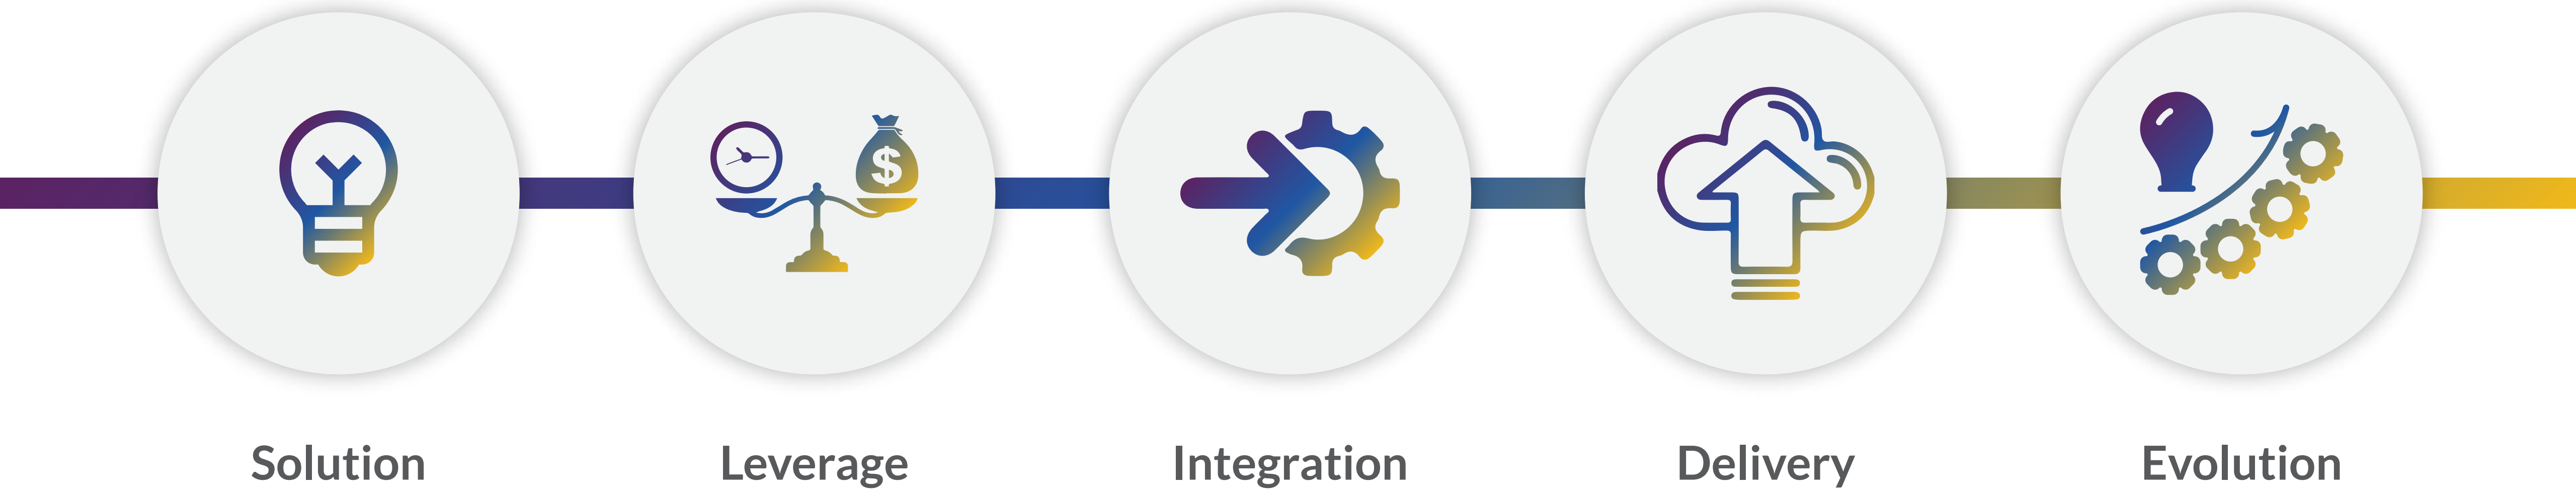 $
Solution
Leverage
Integration
Delivery
Evolution